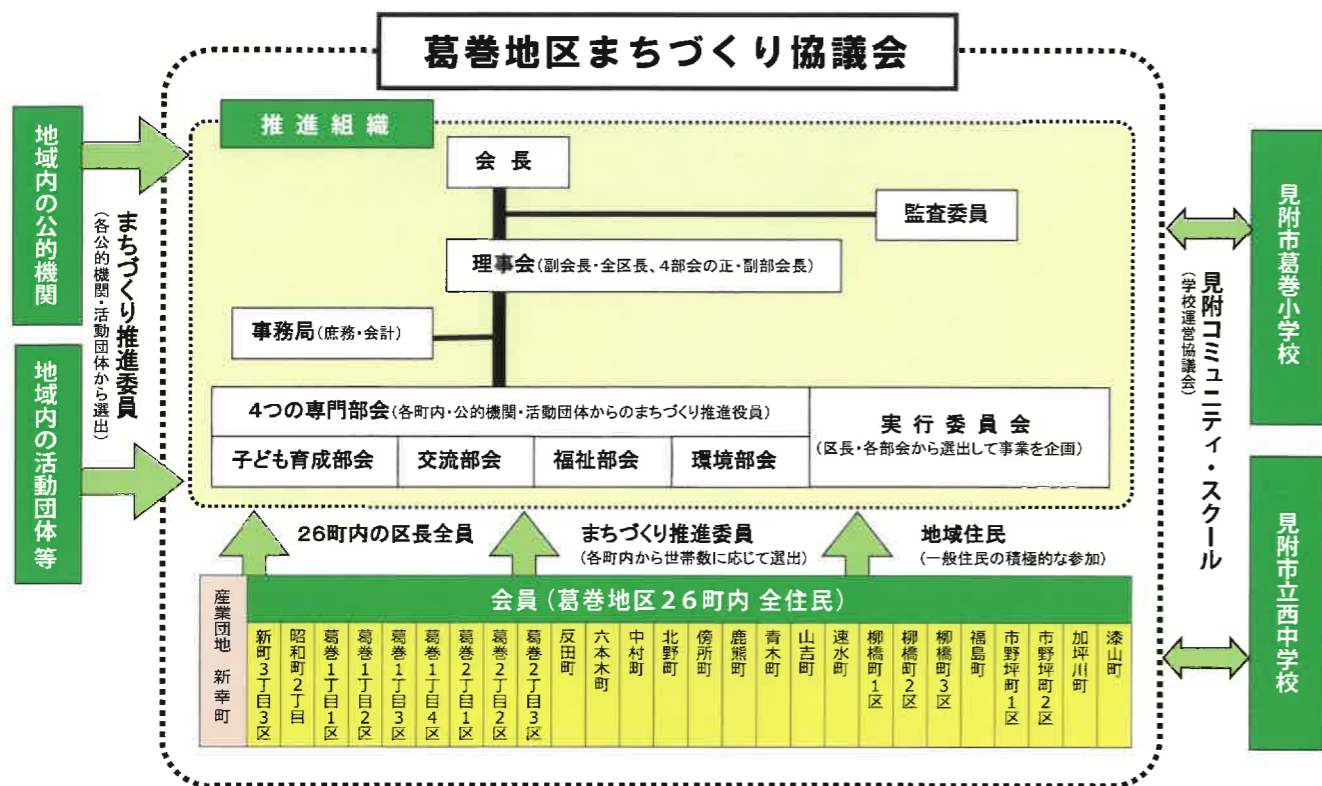 葛巻地区まちづくり協議会
推進組織
会長
監査委員
理事会(副会長・全区長、4部会の正・副部会長)
事務局(庶務・会計)
4つの専門部会(各町内・公的機関・活動団体からのまちづくり推進役員)
子ども育成部会
交流部会
福祉部会
環境部会
実行委員会
(区長・各部会から選出して事業を企画)
地域内の公的機関
地域内の活動団体等
まちづくり推進委員
(各公的機関・活動団体から選出)
見附市葛巻小学校
見附市立西中学校
見附コミュニティ・スクール
(学校運営協議会)
26町内の区長全員
まちづくり推進委員
(各町内から世帯数に応じて選出)
地域住民
(一般住民の積極的な参加)
会員(葛巻地区26町内 全住民)
産業団地 新幸町
新町3丁目3区
昭和町2丁目
葛巻1丁目1区
葛巻1丁目2区
葛巻1丁目3区
葛巻1丁目4区
葛巻2丁目1区
葛巻2丁目2区
葛巻2丁目3区
反田町
六本木町
中村町
北野町
傍所町
鹿熊町
青木町
山吉町
速水町
柳橋町1区
柳橋町2区
柳橋町3区
福島町
市野坪町1区
市野坪町2区
加坪川町
漆山町